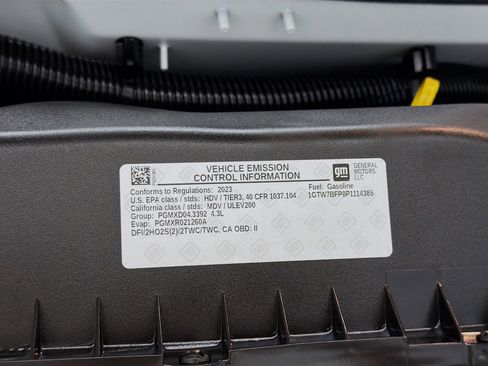 VEHICLE EMISSION
CONTROL INFORMATION
gm
GENERAL
MOTORS
LLC
Conforms to Regulations: 2023
Fuel: Gasoline
U.S. EPA class / stds: HDV / TIER3, 40 CFR 1037.104
1GTW7BFP8P1114385
California class / stds: MDV / ULEV200
Group: PGMXD04.3392 4.3L
Evap: PGMXR021260A
DFI/2HO2S(2)/2TWC/TWC, CA OBD: II